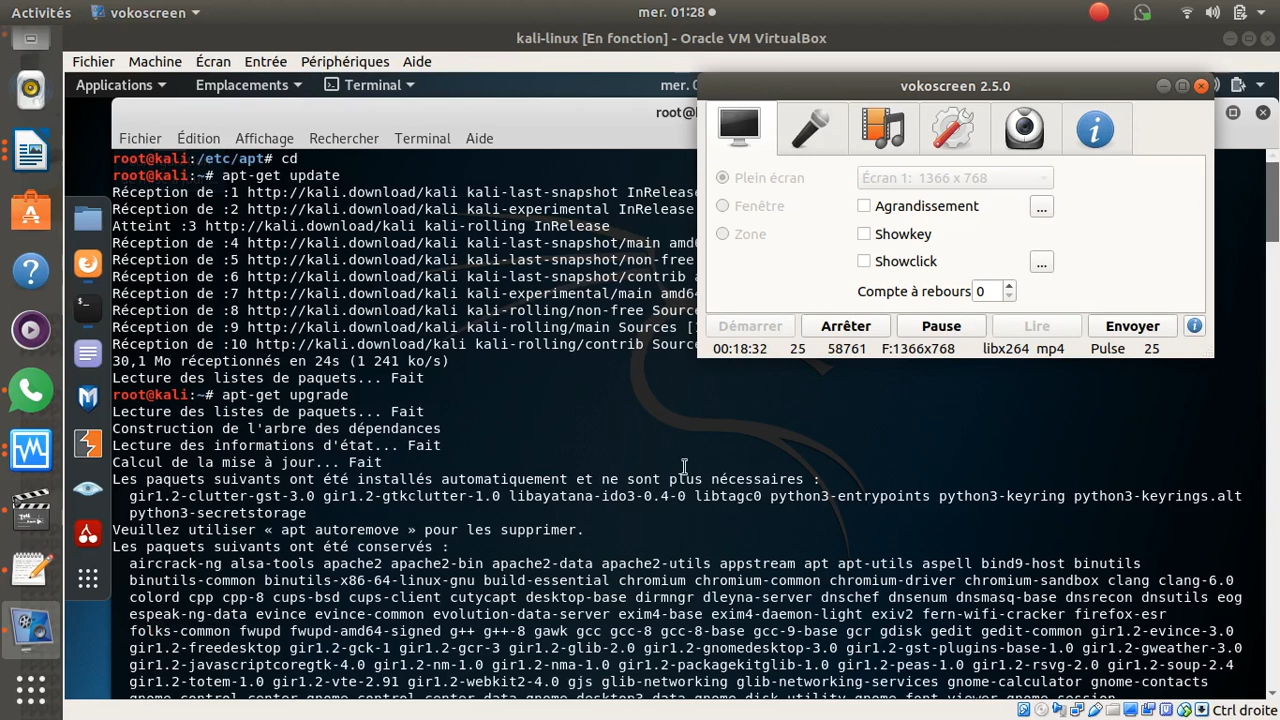 Activités
vokoscreen
mer. 01:28
kali-linux [En fonction] - Oracle VM VirtualBox
Fichier Machine Écran Entrée Périphériques Aide
Applications Emplacements Terminal mer.
root@
Fichier Édition Affichage Rechercher Terminal Aide
root@kali:/etc/apt# cd
root@kali:~# apt-get update
Réception de :1 http://kali.download/kali kali-last-snapshot InRelease
Réception de :2 http://kali.download/kali kali-experimental InRelease
Atteint :3 http://kali.download/kali kali-rolling InRelease
Réception de :4 http://kali.download/kali kali-last-snapshot/main amd6
Réception de :5 http://kali.download/kali kali-last-snapshot/non-free
Réception de :6 http://kali.download/kali kali-last-snapshot/contrib
Réception de :7 http://kali.download/kali kali-experimental/main amd64
Réception de :8 http://kali.download/kali kali-rolling/non-free Sour
Réception de :9 http://kali.download/kali kali-rolling/main Sources [
Réception de :10 http://kali.download/kali kali-rolling/contrib Sourc
30,1 Mo réceptionnés en 24s (1 241 ko/s)
Lecture des listes de paquets... Fait
root@kali:~# apt-get upgrade
Lecture des listes de paquets... Fait
Construction de l'arbre des dépendances
Lecture des informations d'état... Fait
Calcul de la mise à jour... Fait
Les paquets suivants ont été installés automatiquement et ne sont plus nécessaires :
gir1.2-clutter-gst-3.0 gir1.2-gtkclutter-1.0 libayatana-ido3-0.4-0 libtagc0 python3-entrypoints python3-keyring python3-keyrings.alt
python3-secretstorage
Veuillez utiliser « apt autoremove » pour les supprimer.
Les paquets suivants ont été conservés :
aircrack-ng alsa-tools apache2 apache2-bin apache2-data apache2-utils appstream apt apt-utils aspell bind9-host binutils
binutils-common binutils-x86-64-linux-gnu build-essential chromium chromium-common chromium-driver chromium-sandbox clang clang-6.0
colord cpp cpp-8 cups-bsd cups-client cutycapt desktop-base dirmngr dleyna-server dnschef dnsenum dnsmasq-base dnsrecon dnsutils eog
espeak-ng-data evince evince-common evolution-data-server exim4-base exim4-daemon-light exiv2 fern-wifi-cracker firefox-esr
folks-common fwupd fwupd-amd64-signed g++ g++-8 gawk gcc gcc-8 gcc-8-base gcc-9-base gcr gdisk gedit gedit-common gir1.2-evince-3.0
gir1.2-freedesktop gir1.2-gck-1 gir1.2-gcr-3 gir1.2-glib-2.0 gir1.2-gnomedesktop-3.0 gir1.2-gst-plugins-base-1.0 gir1.2-gweather-3.0
gir1.2-javascriptcoregtk-4.0 gir1.2-nm-1.0 gir1.2-nma-1.0 gir1.2-packagekitglib-1.0 gir1.2-peas-1.0 gir1.2-rsvg-2.0 gir1.2-soup-2.4
gir1.2-totem-1.0 gir1.2-vte-2.91 gir1.2-webkit2-4.0 gjs glib-networking glib-networking-services gnome-calculator gnome-contacts
gnome-control-center gnome-control-center-data gnome-desktop3-data gnome-disk-utility gnome-font-viewer gnome-session
vokoscreen 2.5.0
Plein écran
Écran 1: 1366 x 768
Fenêtre
Agrandissement
...
Zone
Showkey
Showclick
...
Compte à rebours 0
Démarrer Arrêter Pause Lire Envoyer
00:18:32 25 58761 F:1366x768 libx264 mp4 Pulse 25
Ctrl droite